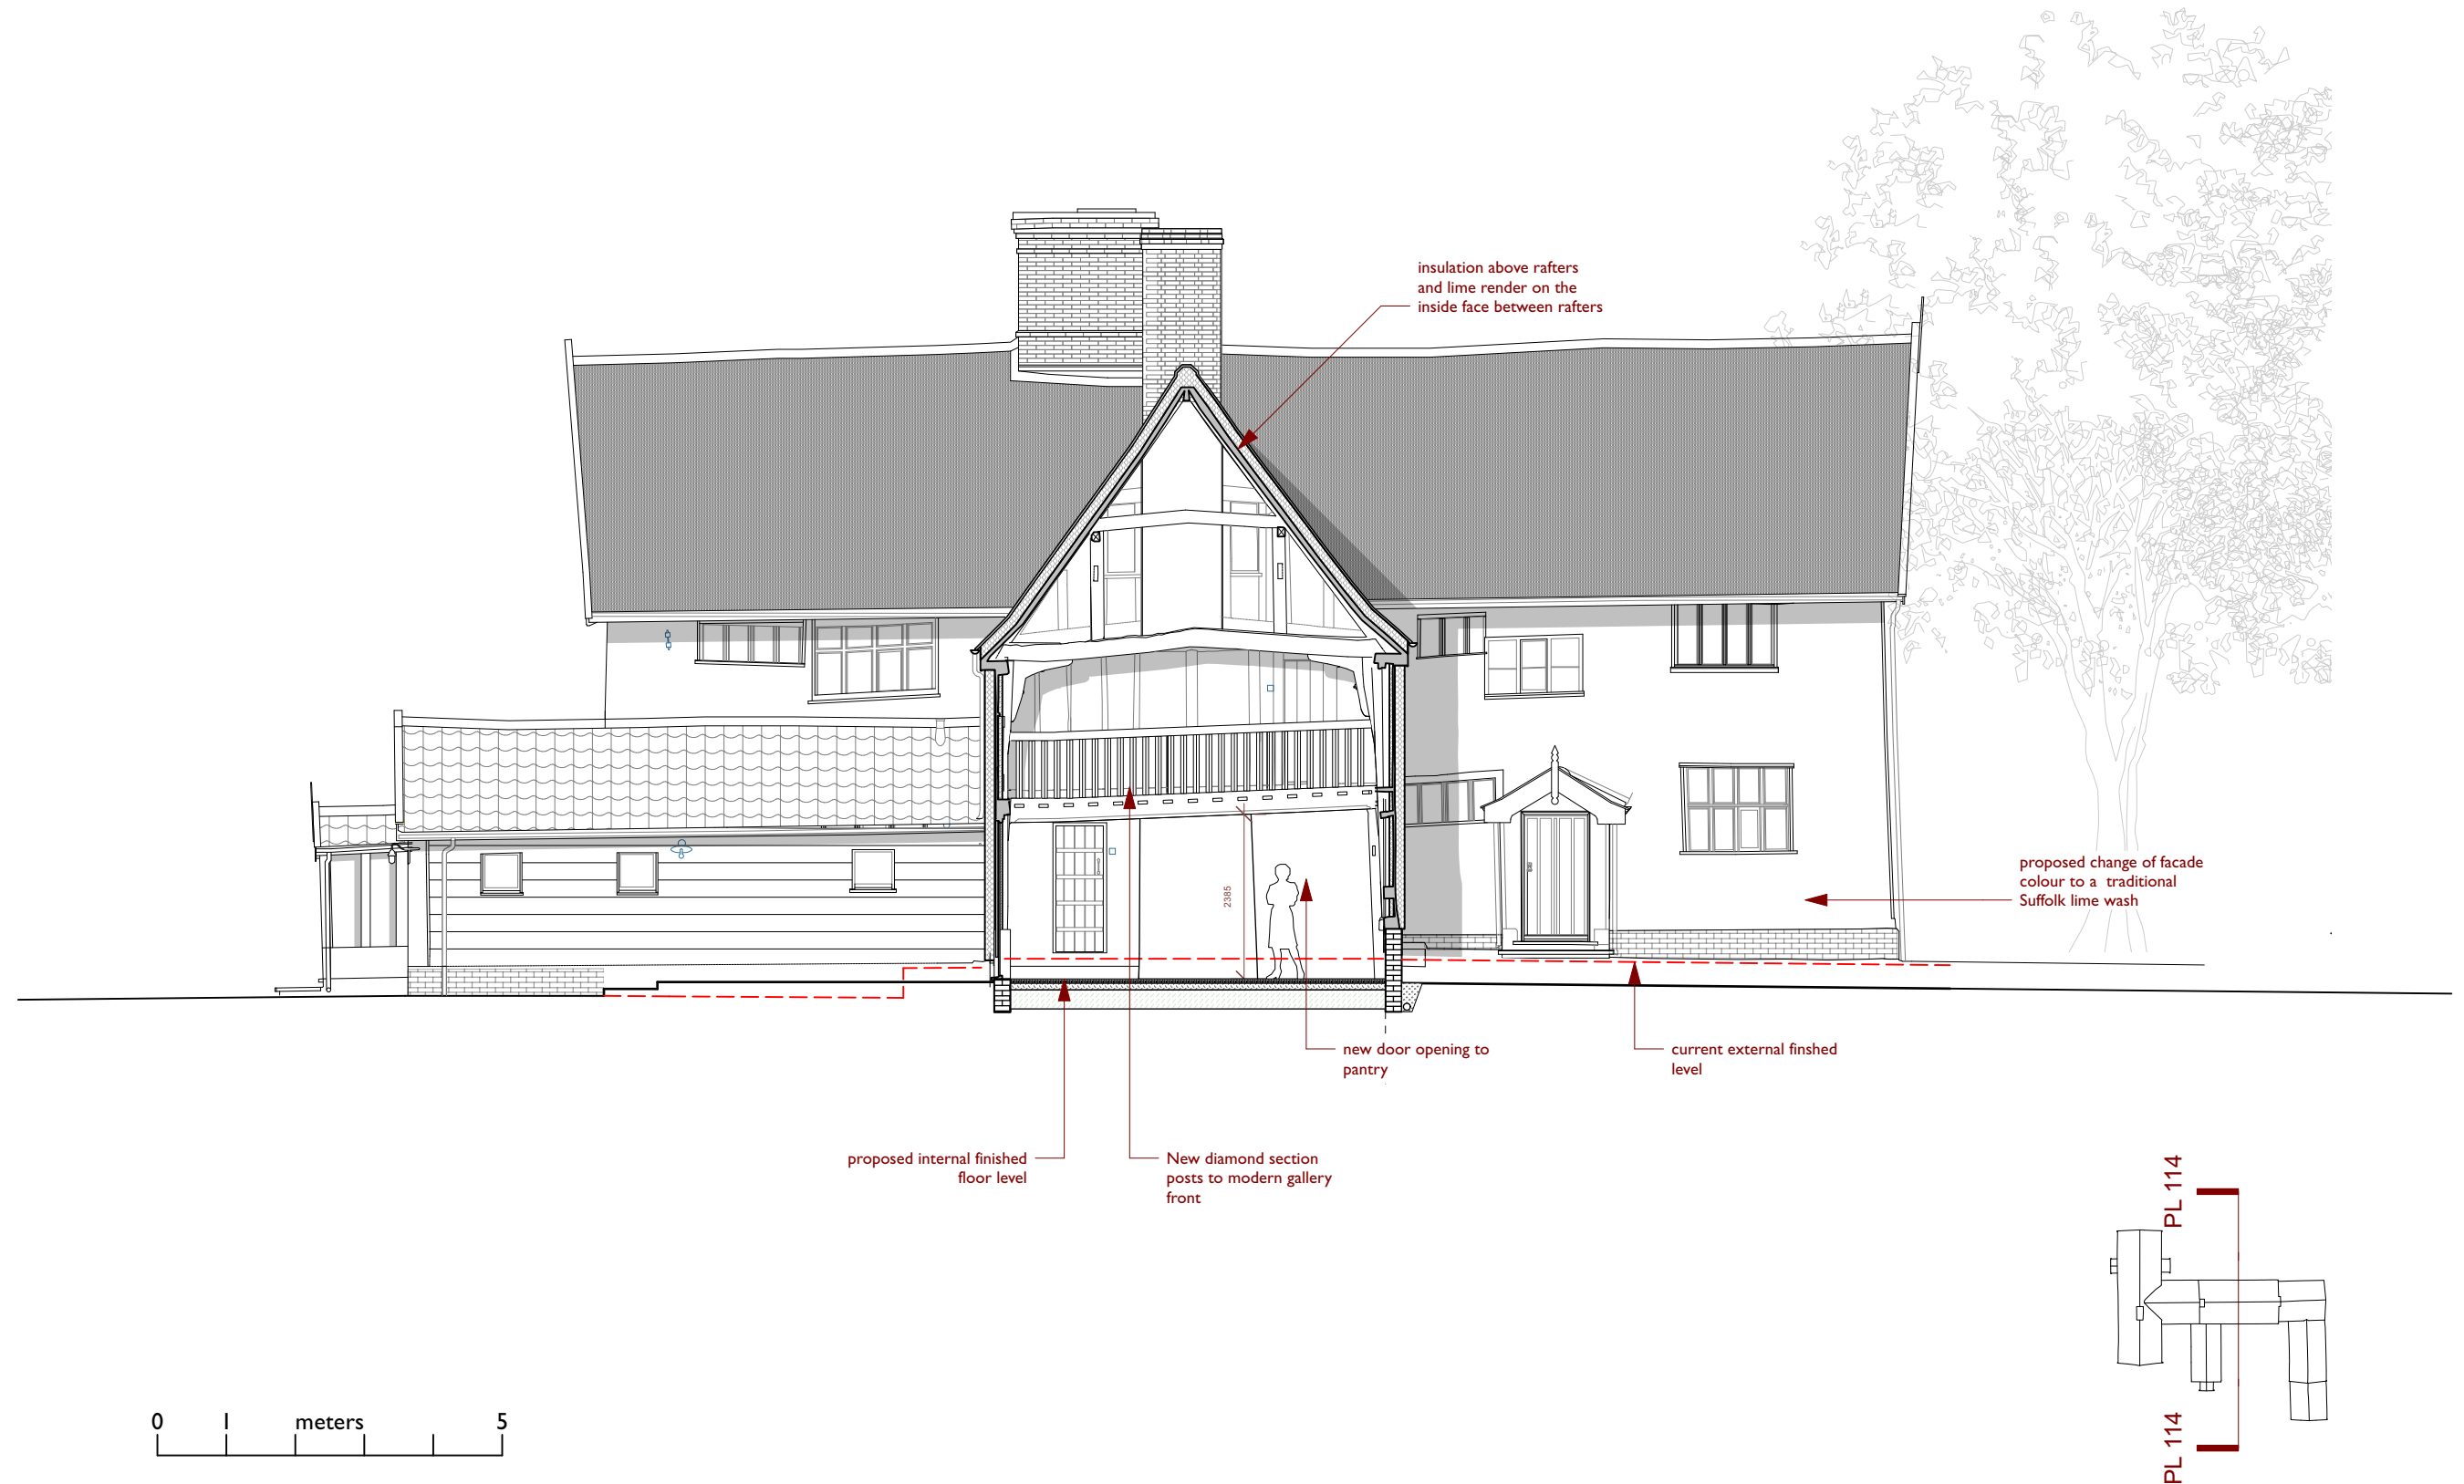 insulation above rafters
and lime render on the
inside face between rafters
proposed change of facade
colour to a traditional
Suffolk lime wash
2385
new door opening to
pantry
current external finshed
level
proposed internal finished
floor level
New diamond section
posts to modern gallery
front
PL 114
PL 114
0 1 meters 5